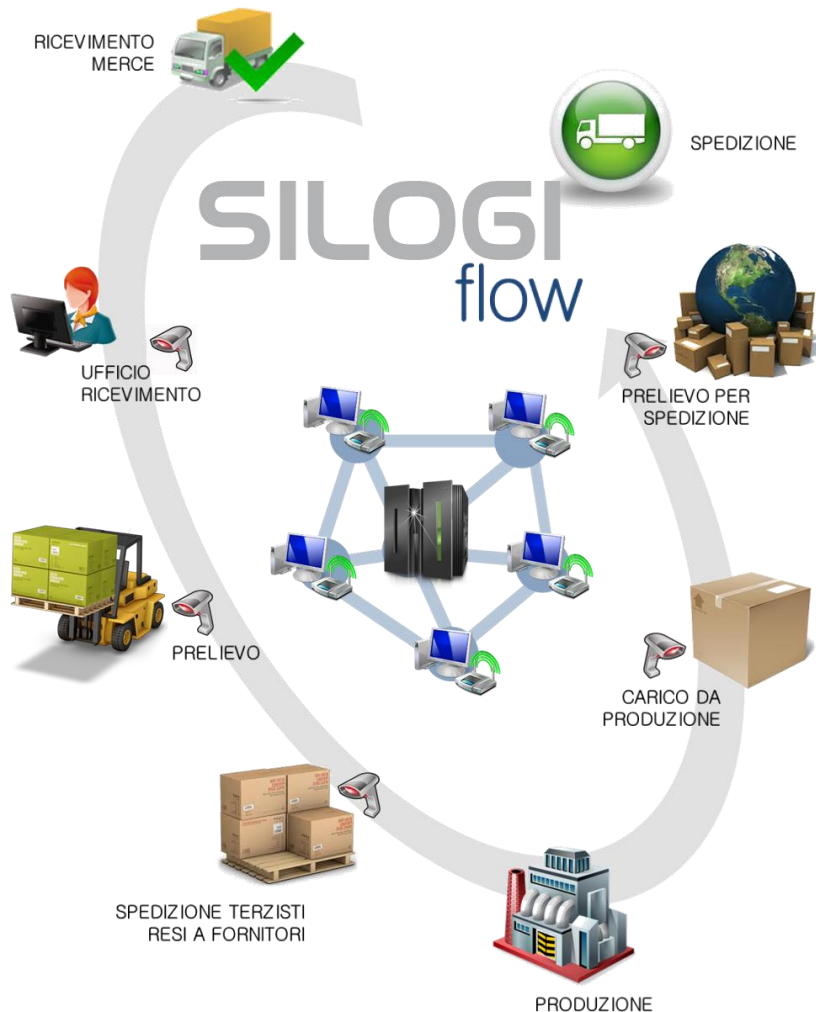 RICEVIMENTO
MERCE
SPEDIZIONE
SILOGI
flow
UFFICIO
RICEVIMENTO
PRELIEVO PER
SPEDIZIONE
PRELIEVO
CARICO DA
PRODUZIONE
SPEDIZIONE TERZISTI
RESI A FORNITORI
PRODUZIONE